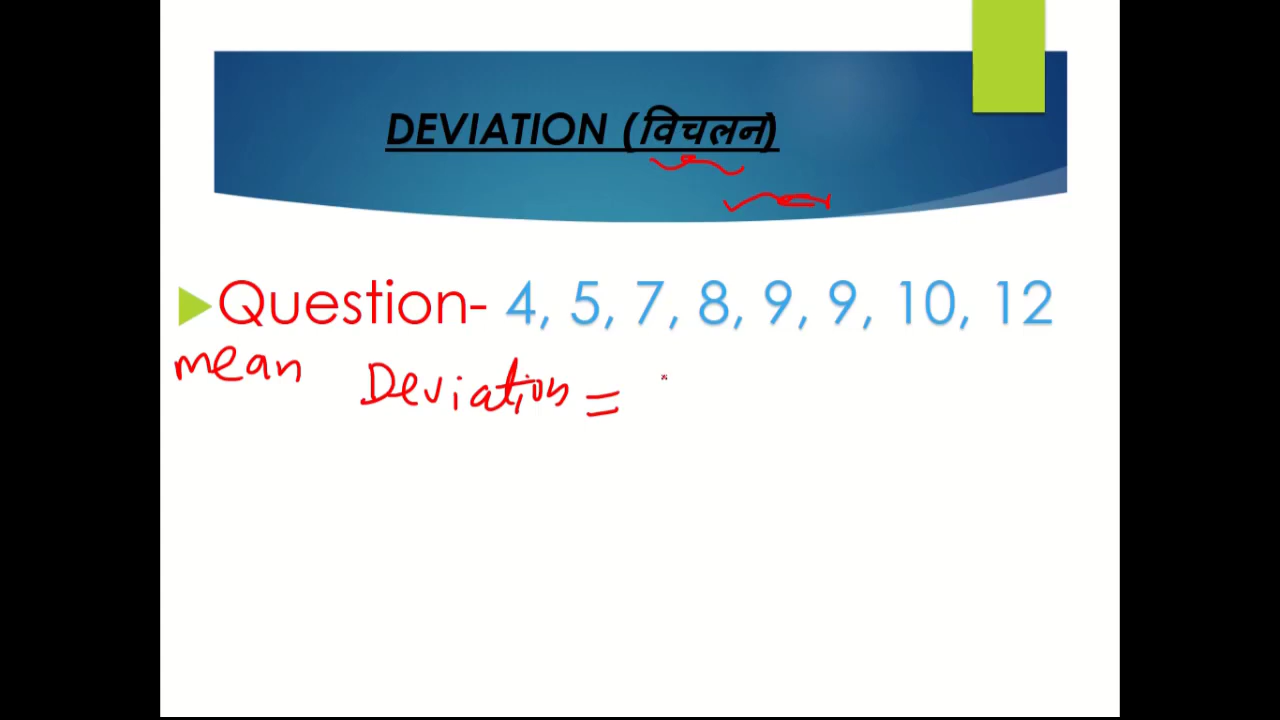 DEVIATION (विचलन)
Question- 4, 5, 7, 8, 9, 9, 10, 12
mean Deviation =